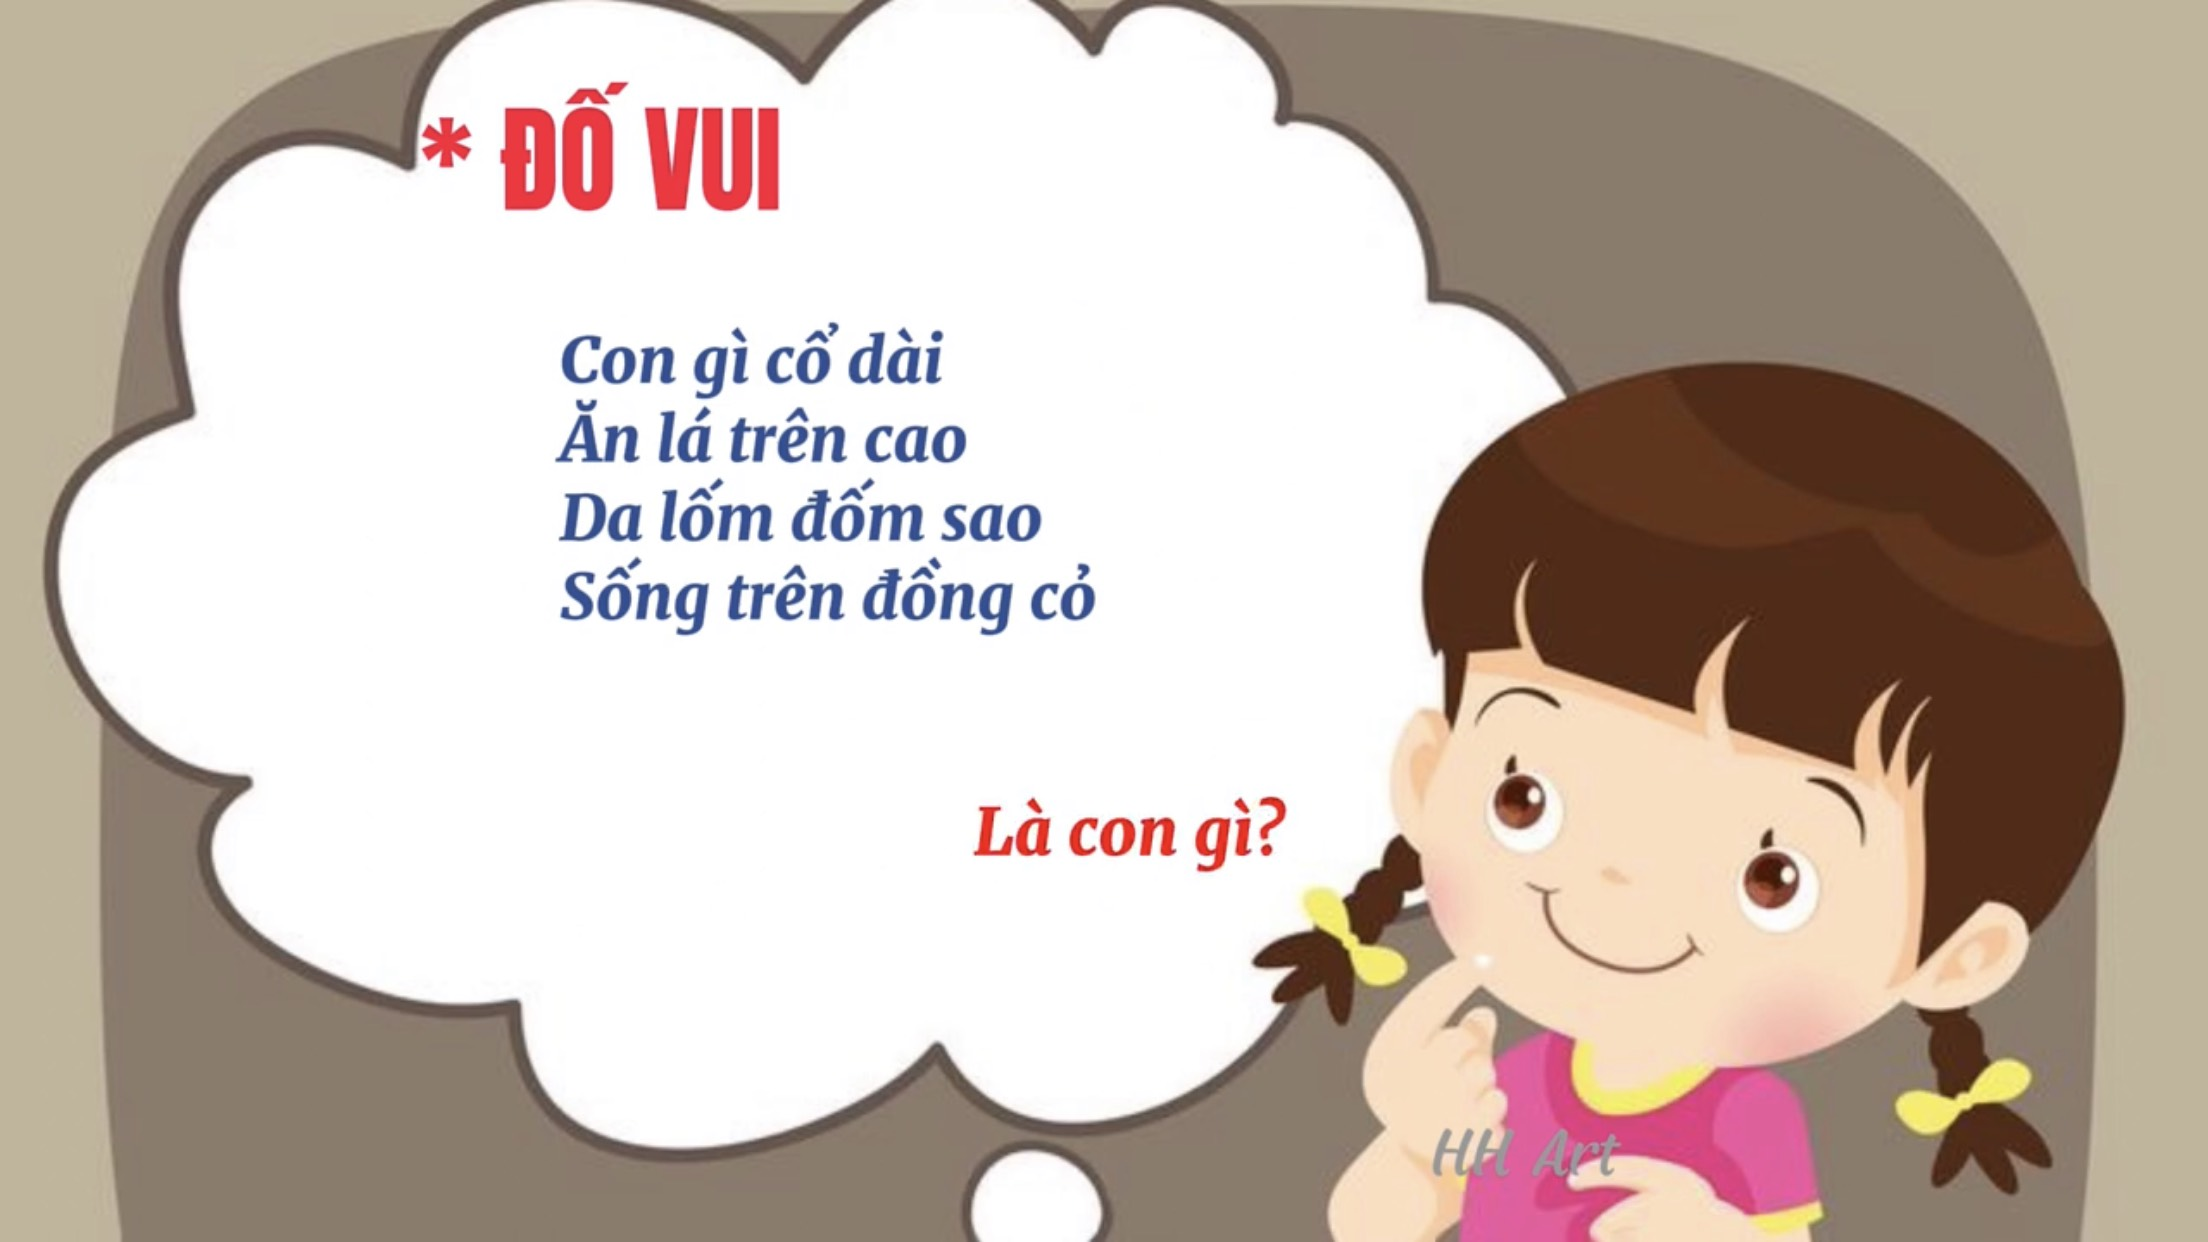 * ĐỐ VUI
Con gì cổ dài
Ăn lá trên cao
Da lốm đốm sao
Sống trên đồng cỏ
Là con gì?
HH Art